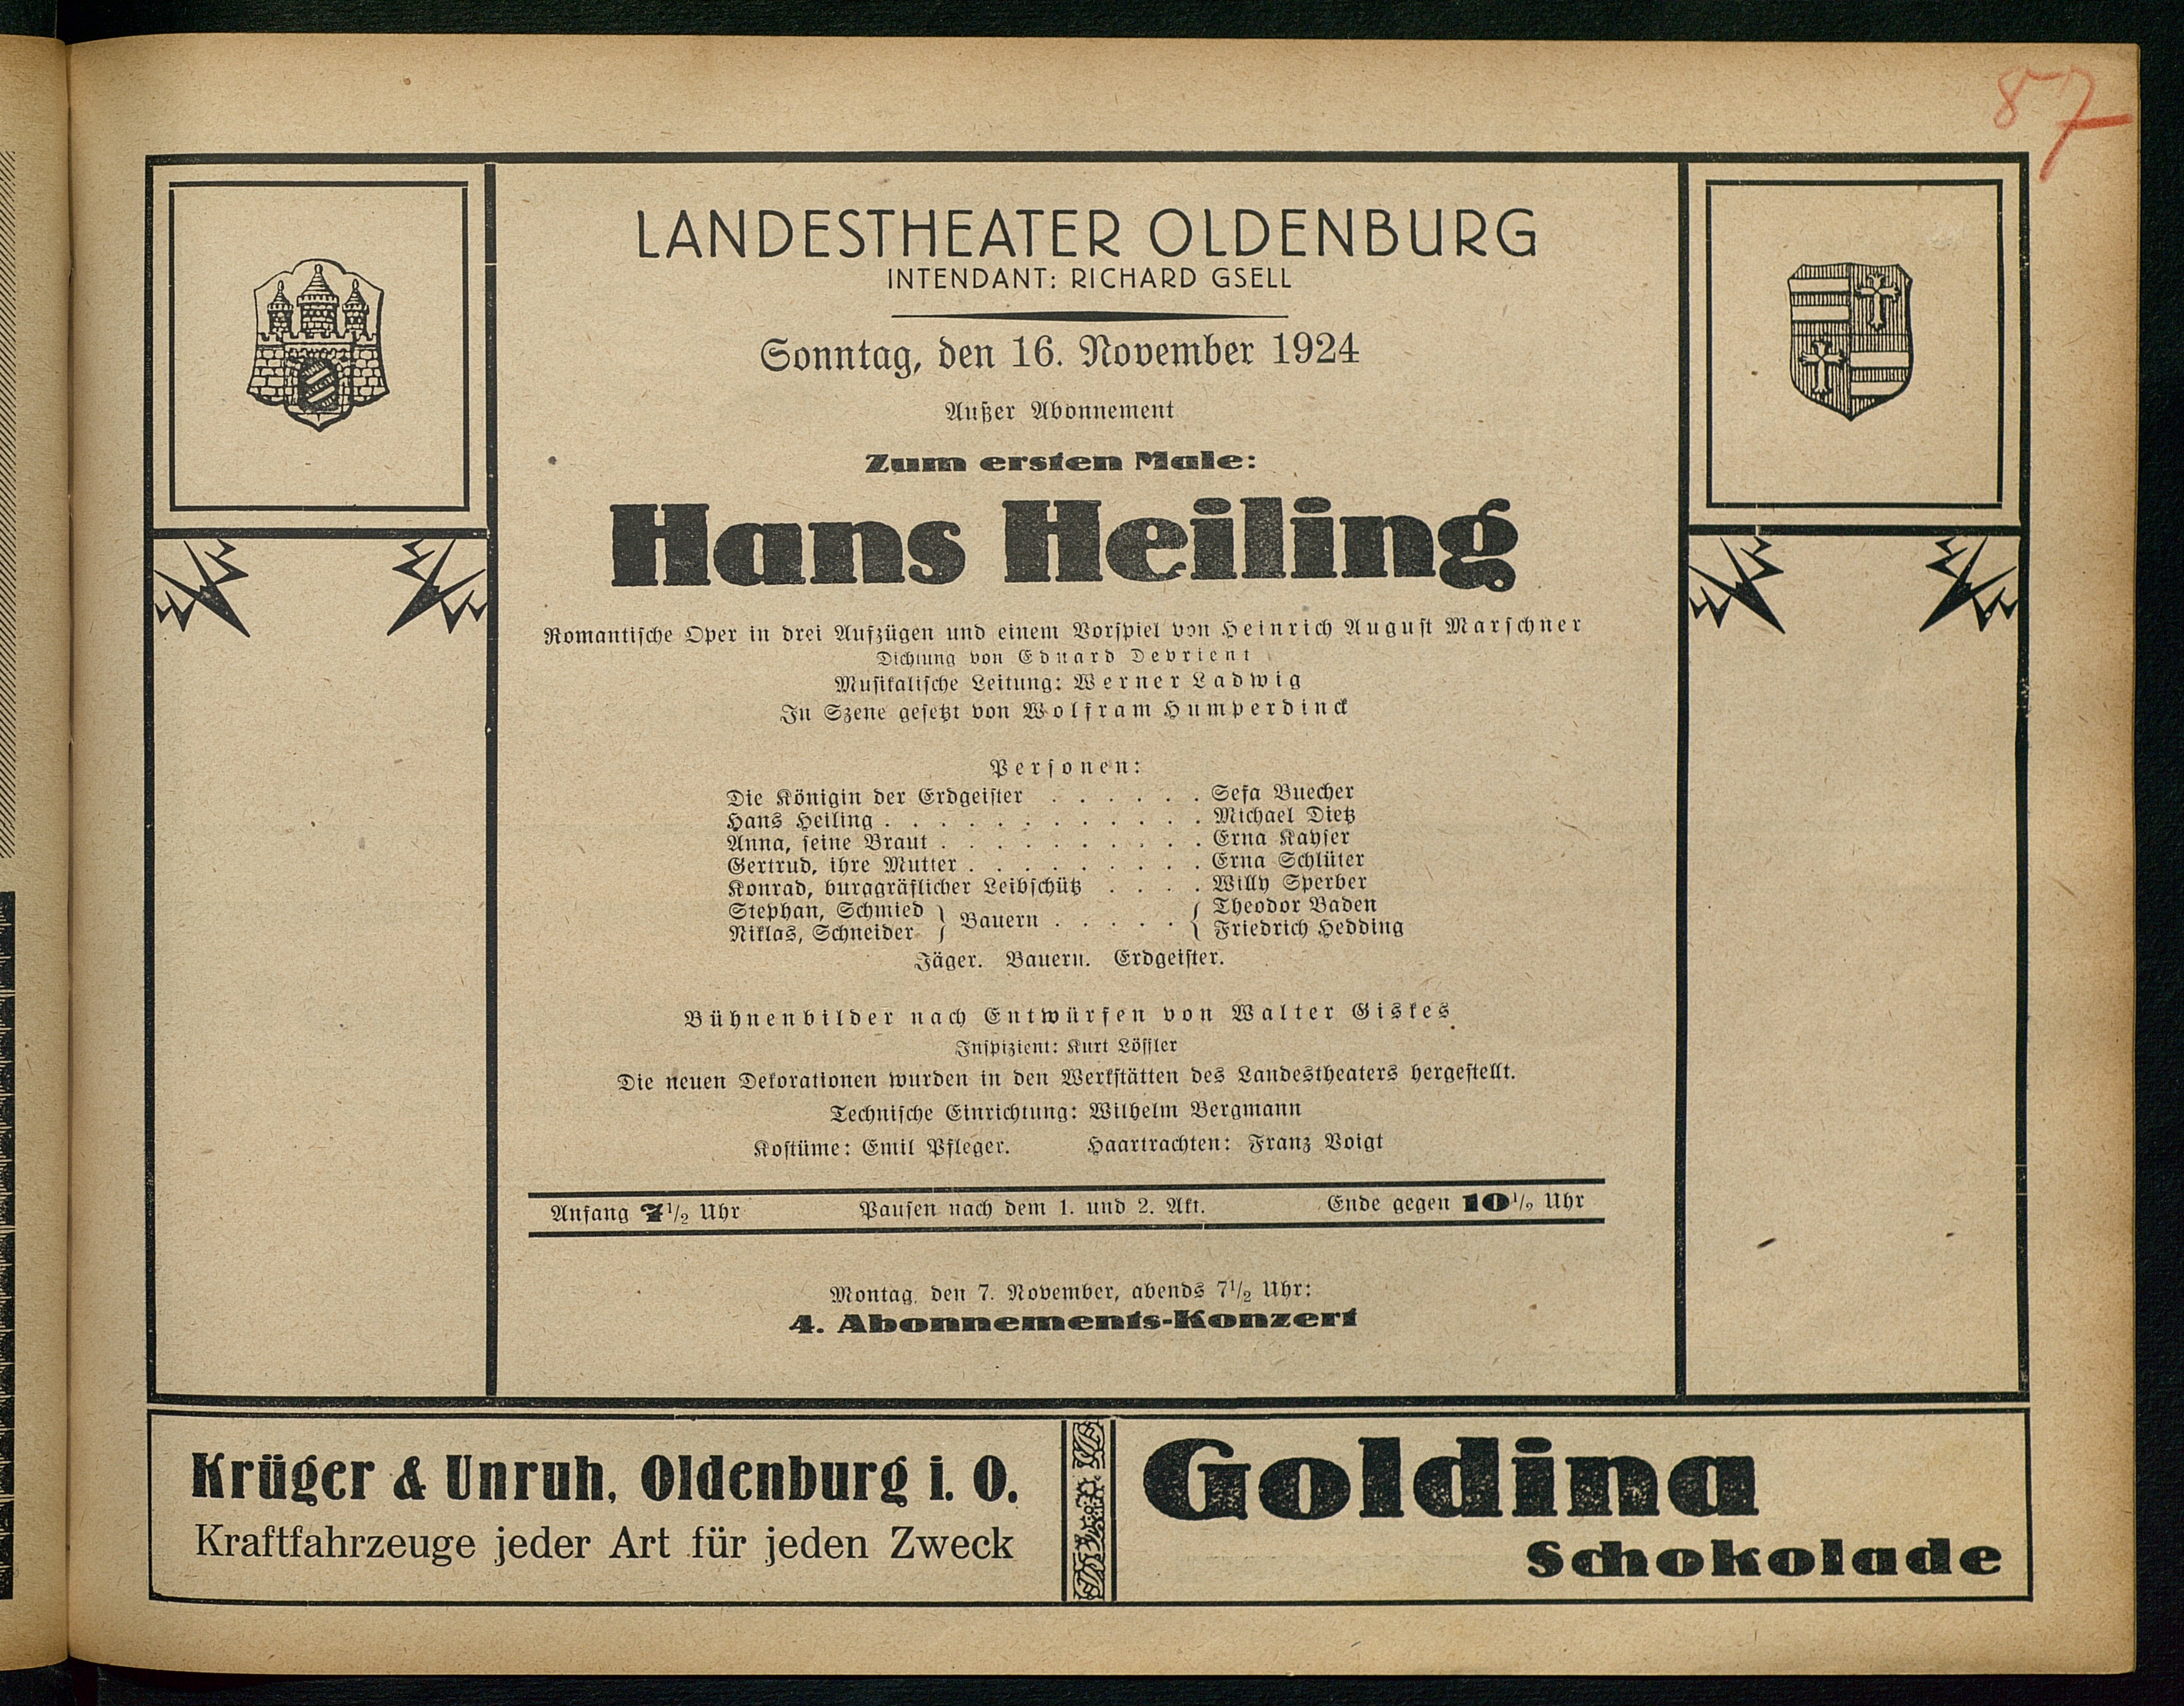 87
LANDESTHEATER OLDENBURG
INTENDANT: RICHARD GSELL
Sonntag, den 16. November 1924
Außer Abonnement
Zum ersten Male:
Hans Heiling
Romantische Oper in drei Aufzügen und einem Vorspiel von Heinrich August Marschner
Dichtung von Eduard Devrient
Musikalische Leitung: Werner Ladwig
In Szene gesetzt von Wolfram Humperdinck
Personen:
Die Königin der Erdgeister . . . . . . Sefa Buecher
Hans Heiling . . . . . . . . . . . . Michael Dietz
Anna, seine Braut . . . . . . . . . . Erna Kayser
Gertrud, ihre Mutter . . . . . . . . . Erna Schlüter
Konrad, burggräflicher Leibschütz . . . . Willy Sperber
Stephan, Schmied } Bauern . . . . . { Theodor Baden
Niklas, Schneider } { Friedrich Hedding
Jäger. Bauern. Erdgeister.
Bühnenbilder nach Entwürfen von Walter Giskes
Inspizient: Kurt Löffler
Die neuen Dekorationen wurden in den Werkstätten des Landestheaters hergestellt.
Technische Einrichtung: Wilhelm Bergmann
Kostüme: Emil Pfleger. Haartrachten: Franz Voigt
Anfang 7 1/2 Uhr Pausen nach dem 1. und 2. Akt. Ende gegen 10 1/2 Uhr
Montag, den 7. November, abends 7 1/2 Uhr:
4. Abonnements-Konzert
Krüger & Unruh, Oldenburg i. O.
Kraftfahrzeuge jeder Art für jeden Zweck
Goldina
Schokolade